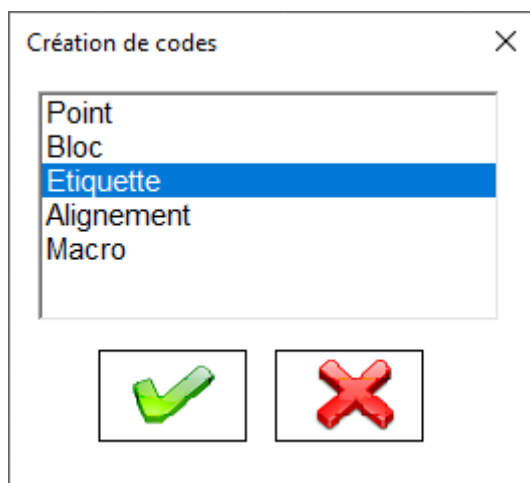 Création de codes
Point
Bloc
Etiquette
Alignement
Macro